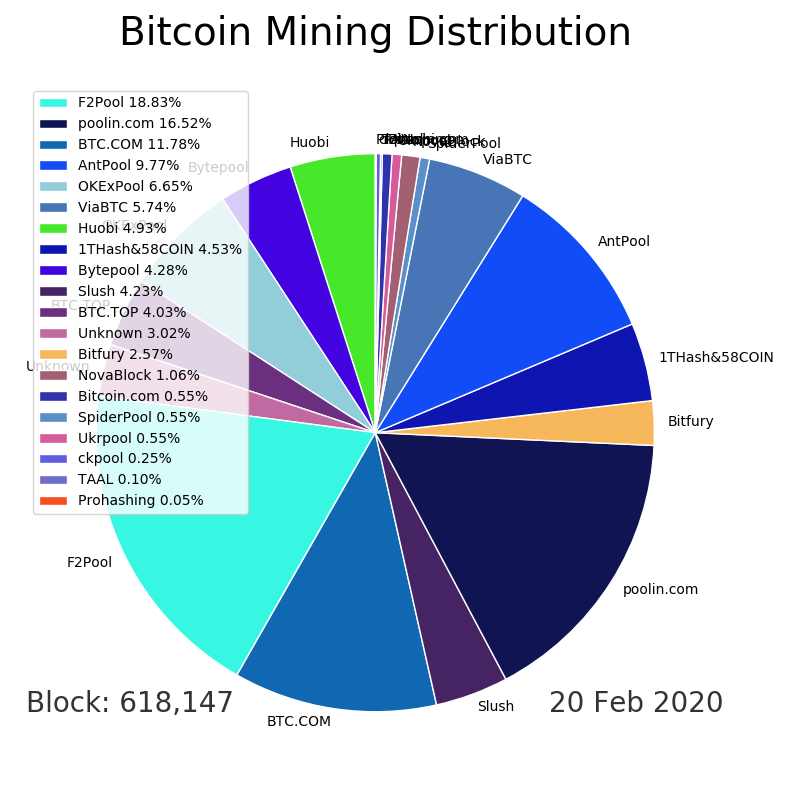 Bitcoin Mining Distribution
F2Pool 18.83%
poolin.com 16.52%
BTC.COM 11.78%
AntPool 9.77%
OKExPool 6.65%
ViaBTC 5.74%
Huobi 4.93%
1THash&58COIN 4.53%
Bytepool 4.28%
Slush 4.23%
BTC.TOP 4.03%
Unknown 3.02%
Bitfury 2.57%
NovaBlock 1.06%
Bitcoin.com 0.55%
SpiderPool 0.55%
Ukrpool 0.55%
ckpool 0.25%
TAAL 0.10%
Prohashing 0.05%
Huobi
Bytepool
OKExPool
BTC.TOP
Unknown
F2Pool
BTC.COM
Slush
poolin.com
Bitfury
1THash&58COIN
AntPool
ViaBTC
SpiderPool
Block: 618,147
20 Feb 2020